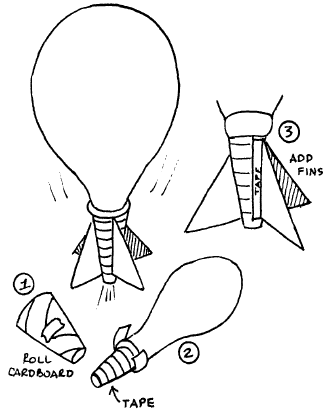 3
ADD
FINS
TAPE
1
ROLL
CARDBOARD
2
TAPE